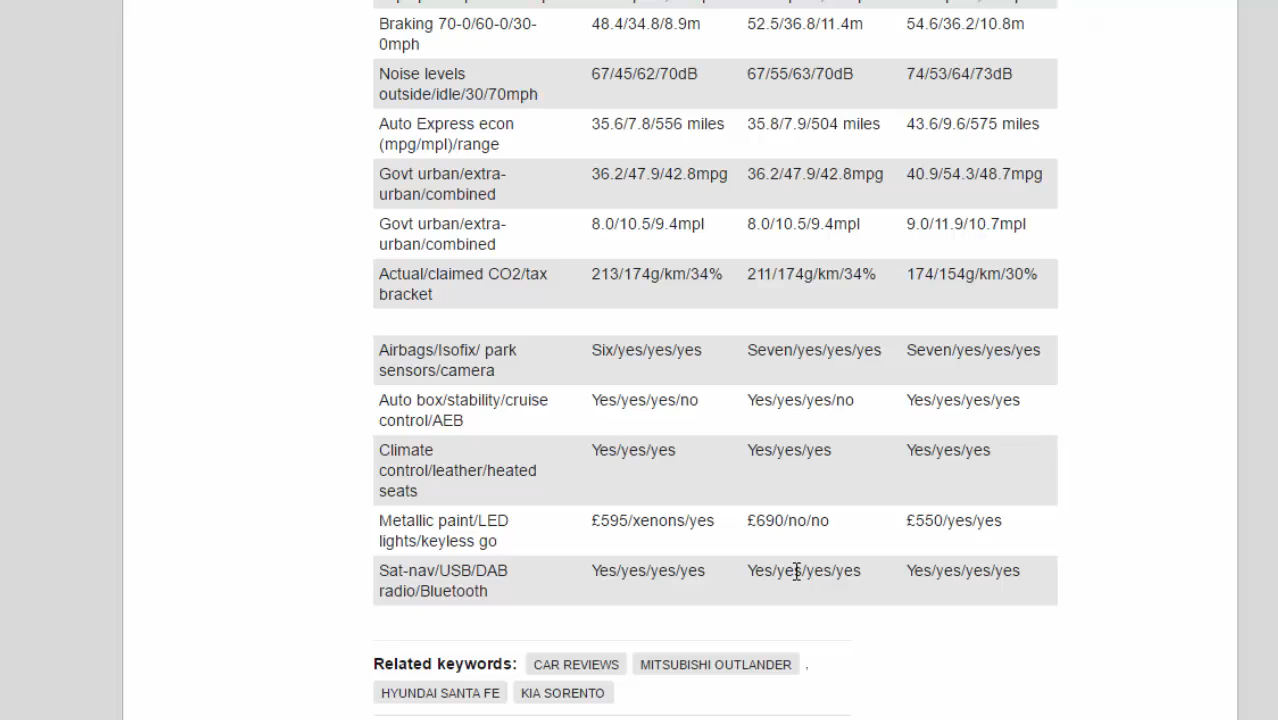 Braking 70-0/60-0/30- 48.4/34.8/8.9m 52.5/36.8/11.4m 54.6/36.2/10.8m
0mph
Noise levels 67/45/62/70dB 67/55/63/70dB 74/53/64/73dB
outside/idle/30/70mph
Auto Express econ 35.6/7.8/556 miles 35.8/7.9/504 miles 43.6/9.6/575 miles
(mpg/mpl)/range
Govt urban/extra- 36.2/47.9/42.8mpg 36.2/47.9/42.8mpg 40.9/54.3/48.7mpg
urban/combined
Govt urban/extra- 8.0/10.5/9.4mpl 8.0/10.5/9.4mpl 9.0/11.9/10.7mpl
urban/combined
Actual/claimed CO2/tax 213/174g/km/34% 211/174g/km/34% 174/154g/km/30%
bracket
Airbags/Isofix/ park Six/yes/yes/yes Seven/yes/yes/yes Seven/yes/yes/yes
sensors/camera
Auto box/stability/cruise Yes/yes/yes/no Yes/yes/yes/no Yes/yes/yes/yes
control/AEB
Climate Yes/yes/yes Yes/yes/yes Yes/yes/yes
control/leather/heated
seats
Metallic paint/LED £595/xenons/yes £690/no/no £550/yes/yes
lights/keyless go
Sat-nav/USB/DAB Yes/yes/yes/yes Yes/yes/yes/yes Yes/yes/yes/yes
radio/Bluetooth
Related keywords: CAR REVIEWS MITSUBISHI OUTLANDER ,
HYUNDAI SANTA FE KIA SORENTO